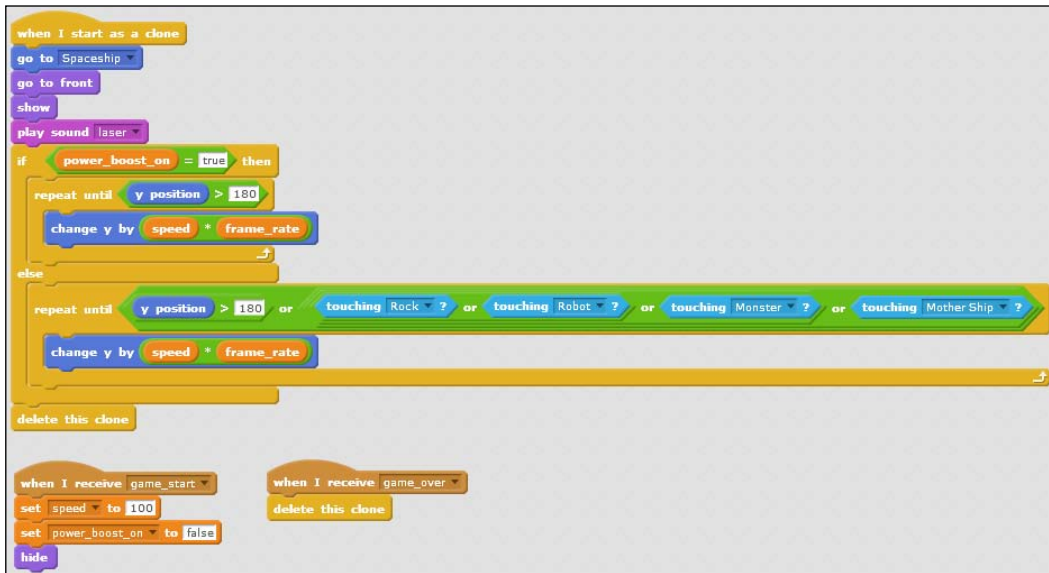 when I start as a clone
go to Spaceship
go to front
show
play sound laser
if power_boost_on = true then
repeat until y position > 180
change y by speed * frame_rate
else
repeat until y position > 180 or touching Rock ? or touching Robot ? or touching Monster ? or touching Mother Ship ?
change y by speed * frame_rate
delete this clone
when I receive game_start
set speed to 100
set power_boost_on to false
hide
when I receive game_over
delete this clone